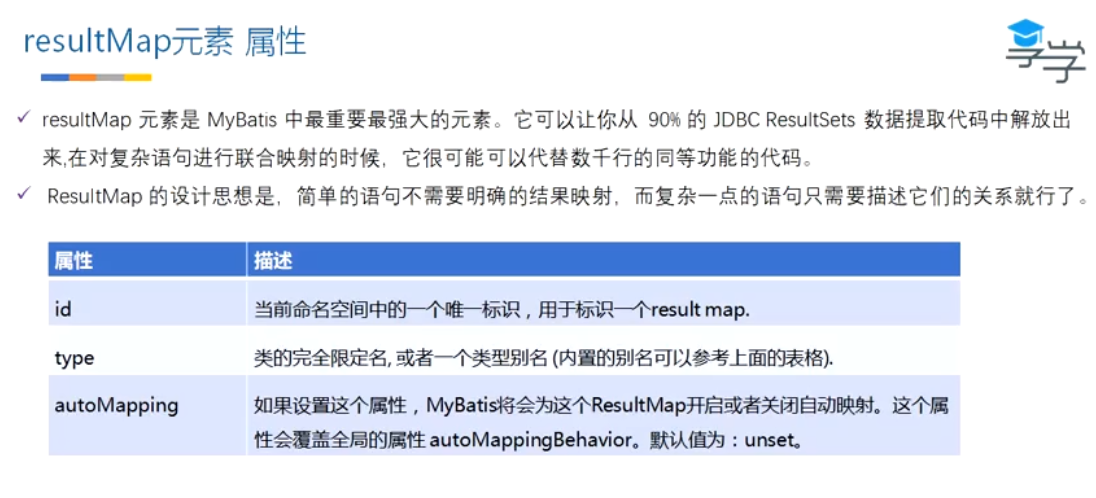 resultMap元素 属性
学学
resultMap 元素是 MyBatis 中最重要最强大的元素。它可以让你从 90% 的 JDBC ResultSets 数据提取代码中解放出
来,在对复杂语句进行联合映射的时候，它很可能可以代替数千行的同等功能的代码。
ResultMap 的设计思想是，简单的语句不需要明确的结果映射，而复杂一点的语句只需要描述它们的关系就行了。
属性 描述
id 当前命名空间中的一个唯一标识，用于标识一个result map.
type 类的完全限定名, 或者一个类型别名 (内置的别名可以参考上面的表格).
autoMapping 如果设置这个属性，MyBatis将会为这个ResultMap开启或者关闭自动映射。这个属
性会覆盖全局的属性 autoMappingBehavior。默认值为：unset。